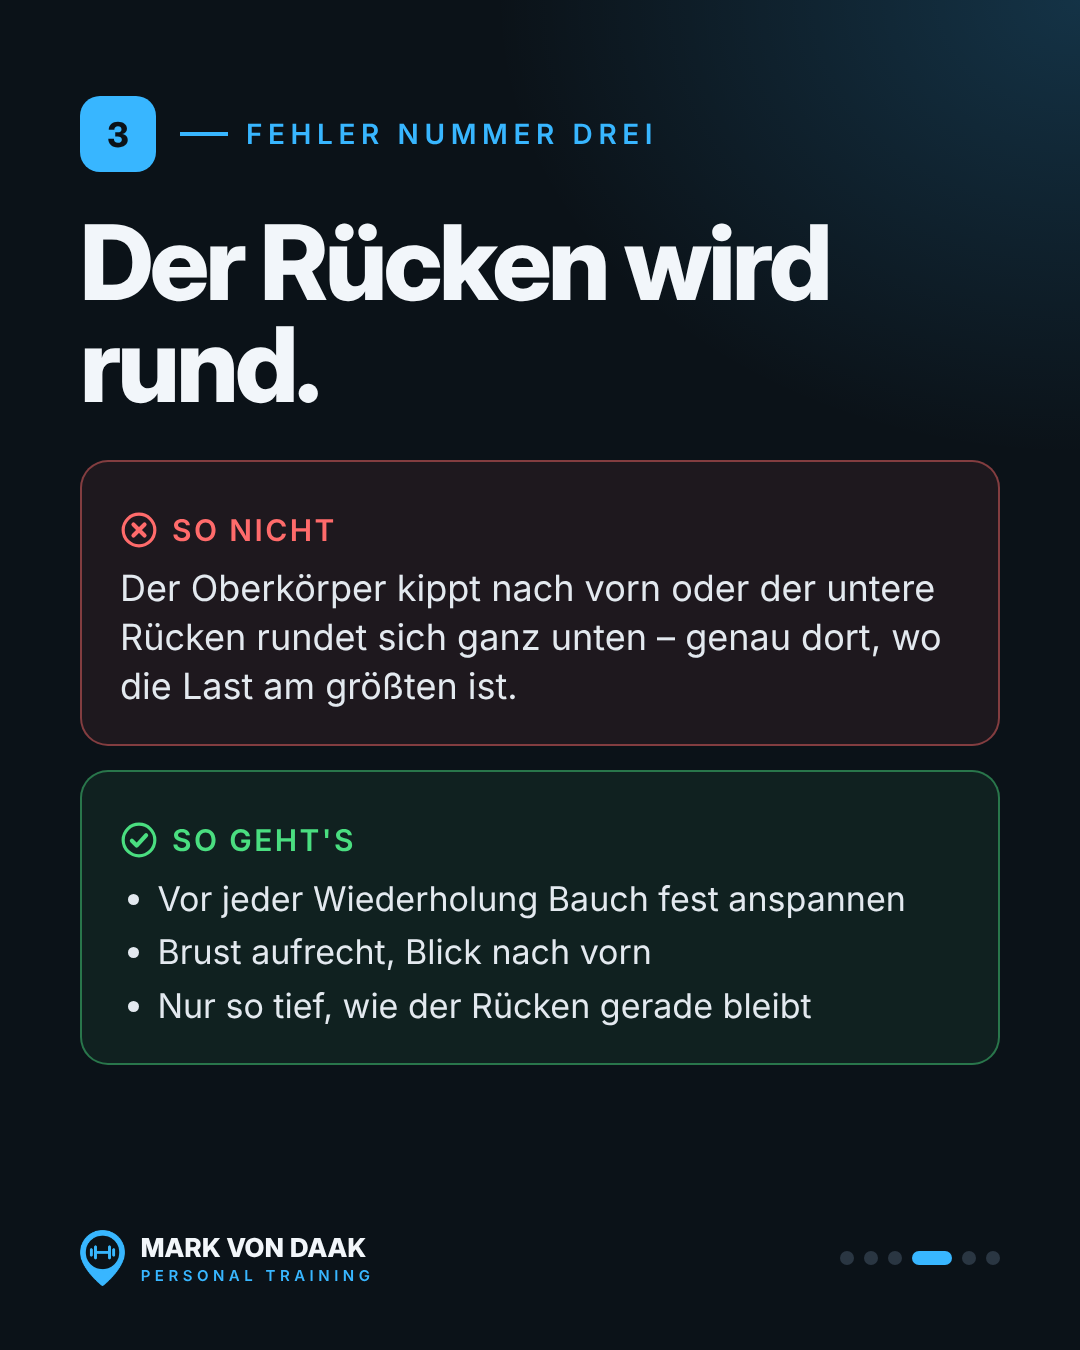 3
FEHLER NUMMER DREI
Der Rücken wird
rund.
SO NICHT
Der Oberkörper kippt nach vorn oder der untere
Rücken rundet sich ganz unten – genau dort, wo
die Last am größten ist.
SO GEHT'S
• Vor jeder Wiederholung Bauch fest anspannen
• Brust aufrecht, Blick nach vorn
• Nur so tief, wie der Rücken gerade bleibt
MARK VON DAAK
PERSONAL TRAINING